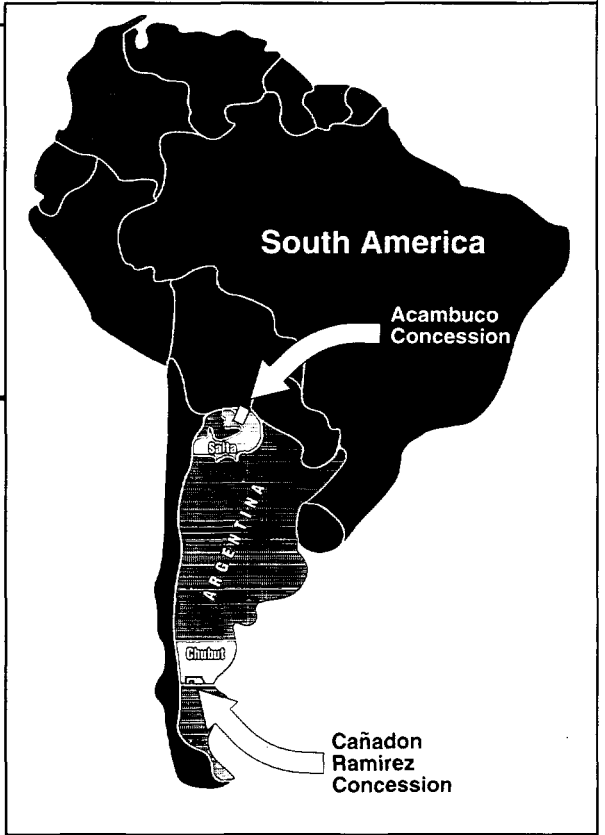 South America
Acambuco
Concession
Salta
ARGENTINA
Chubut
Cañadon
Ramirez
Concession